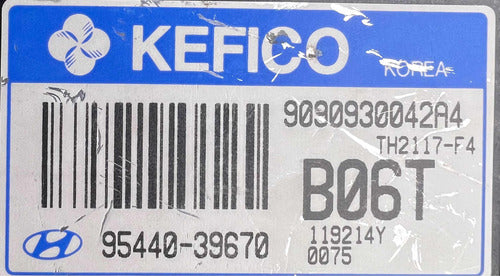 KEFICO KOREA
9090930042A4
TH2117-F4
B06T
95440-39670 119214Y
0075